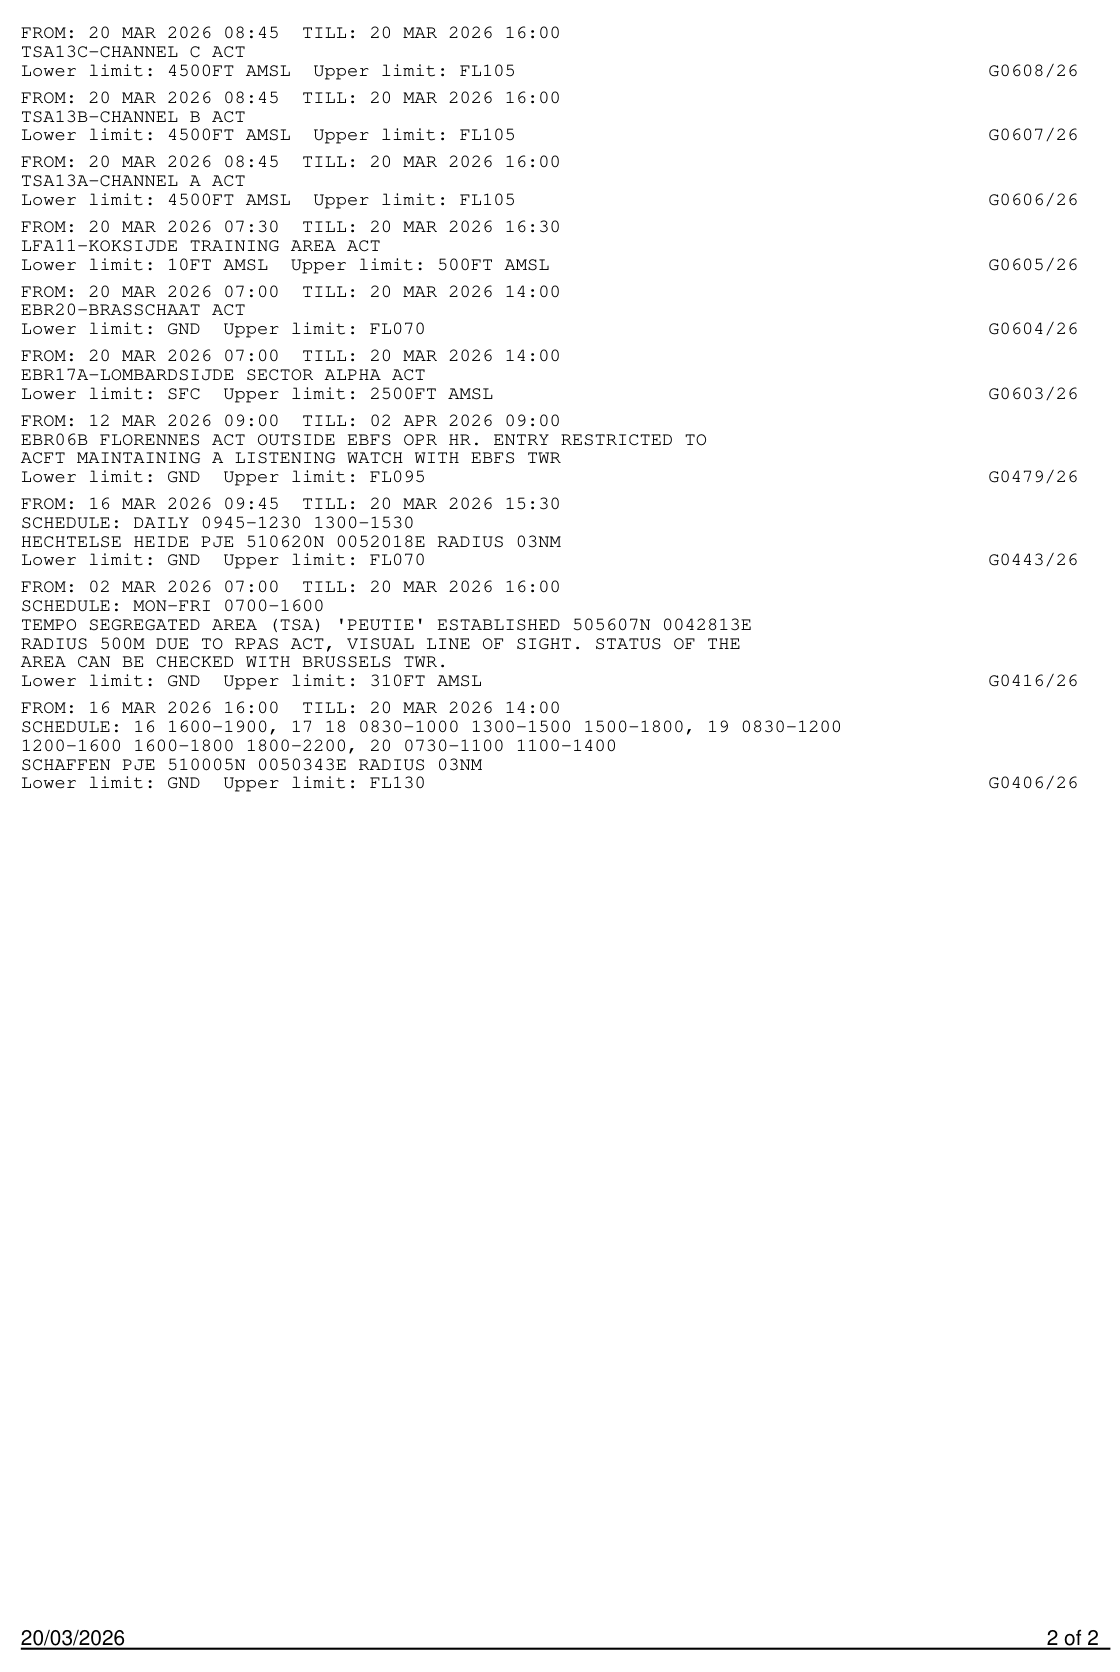 FROM: 20 MAR 2026 08:45  TILL: 20 MAR 2026 16:00
TSA13C-CHANNEL C ACT
Lower limit: 4500FT AMSL  Upper limit: FL105 G0608/26
FROM: 20 MAR 2026 08:45  TILL: 20 MAR 2026 16:00
TSA13B-CHANNEL B ACT
Lower limit: 4500FT AMSL  Upper limit: FL105 G0607/26
FROM: 20 MAR 2026 08:45  TILL: 20 MAR 2026 16:00
TSA13A-CHANNEL A ACT
Lower limit: 4500FT AMSL  Upper limit: FL105 G0606/26
FROM: 20 MAR 2026 07:30  TILL: 20 MAR 2026 16:30
LFA11-KOKSIJDE TRAINING AREA ACT
Lower limit: 10FT AMSL  Upper limit: 500FT AMSL G0605/26
FROM: 20 MAR 2026 07:00  TILL: 20 MAR 2026 14:00
EBR20-BRASSCHAAT ACT
Lower limit: GND  Upper limit: FL070 G0604/26
FROM: 20 MAR 2026 07:00  TILL: 20 MAR 2026 14:00
EBR17A-LOMBARDSIJDE SECTOR ALPHA ACT
Lower limit: SFC  Upper limit: 2500FT AMSL G0603/26
FROM: 12 MAR 2026 09:00  TILL: 02 APR 2026 09:00
EBR06B FLORENNES ACT OUTSIDE EBFS OPR HR. ENTRY RESTRICTED TO
ACFT MAINTAINING A LISTENING WATCH WITH EBFS TWR
Lower limit: GND  Upper limit: FL095 G0479/26
FROM: 16 MAR 2026 09:45  TILL: 20 MAR 2026 15:30
SCHEDULE: DAILY 0945-1230 1300-1530
HECHTELSE HEIDE PJE 510620N 0052018E RADIUS 03NM
Lower limit: GND  Upper limit: FL070 G0443/26
FROM: 02 MAR 2026 07:00  TILL: 20 MAR 2026 16:00
SCHEDULE: MON-FRI 0700-1600
TEMPO SEGREGATED AREA (TSA) 'PEUTIE' ESTABLISHED 505607N 0042813E
RADIUS 500M DUE TO RPAS ACT, VISUAL LINE OF SIGHT. STATUS OF THE
AREA CAN BE CHECKED WITH BRUSSELS TWR.
Lower limit: GND  Upper limit: 310FT AMSL G0416/26
FROM: 16 MAR 2026 16:00  TILL: 20 MAR 2026 14:00
SCHEDULE: 16 1600-1900, 17 18 0830-1000 1300-1500 1500-1800, 19 0830-1200
1200-1600 1600-1800 1800-2200, 20 0730-1100 1100-1400
SCHAFFEN PJE 510005N 0050343E RADIUS 03NM
Lower limit: GND  Upper limit: FL130 G0406/26
20/03/2026 2 of 2